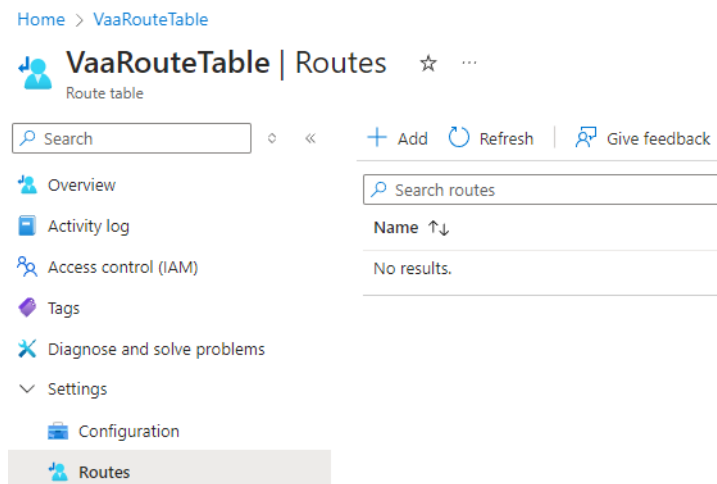 Home > VaaRouteTable
VaaRouteTable | Routes
Route table
Search
Add Refresh Give feedback
Overview
Activity log
Access control (IAM)
Tags
Diagnose and solve problems
Settings
Configuration
Routes
Search routes
Name
No results.